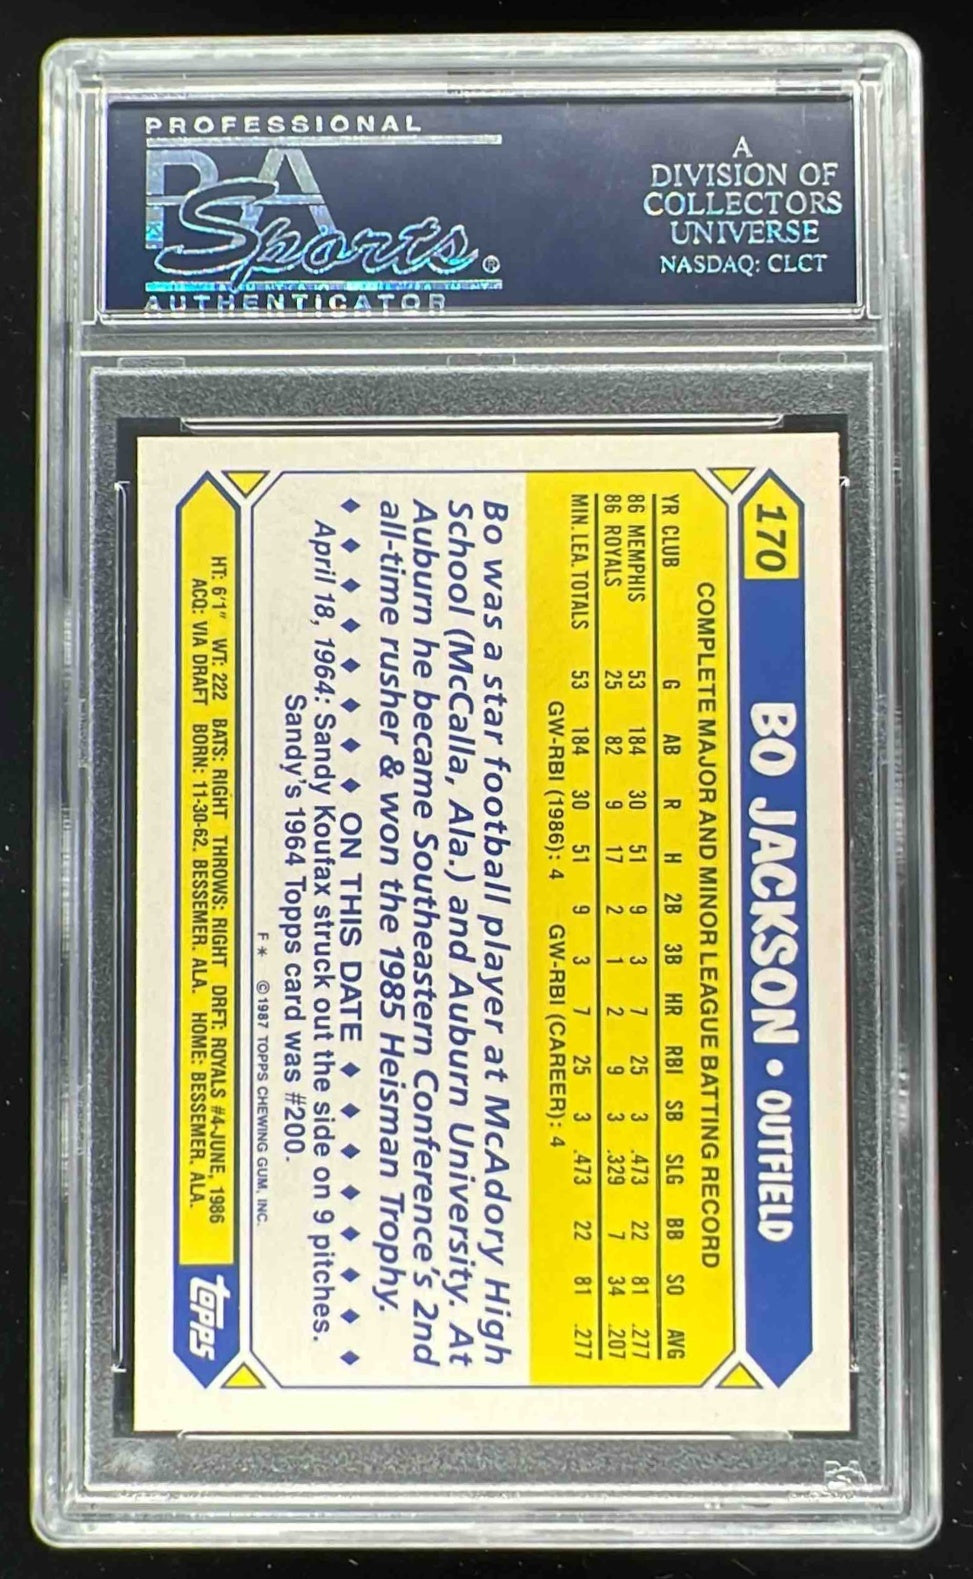 PROFESSIONAL
PSA
Sports®
AUTHENTICATOR
A
DIVISION OF
COLLECTORS
UNIVERSE
NASDAQ: CLCT
170 BO JACKSON • OUTFIELD
COMPLETE MAJOR AND MINOR LEAGUE BATTING RECORD
YR CLUB G AB R H 2B 3B HR RBI SB SLG BB SO AVG
86 MEMPHIS 53 184 30 51 9 3 7 25 3 .473 22 81 .277
86 ROYALS 25 82 9 17 2 1 2 9 3 .329 7 34 .207
MIN. LEA. TOTALS 53 184 30 51 9 3 7 25 3 .473 22 81 .277
GW-RBI (1986): 4 GW-RBI (CAREER): 4
Bo was a star football player at McAdory High
School (McCalla, Ala.) and Auburn University. At
Auburn he became Southeastern Conference's 2nd
all-time rusher & won the 1985 Heisman Trophy.
♦ ♦ ♦ ♦ ♦ ♦ ♦ ♦ ON THIS DATE ♦ ♦ ♦ ♦ ♦ ♦ ♦ ♦
April 18, 1964: Sandy Koufax struck out the side on 9 pitches.
Sandy's 1964 Topps card was #200.
F* ©1987 TOPPS CHEWING GUM, INC.
HT: 6'1" WT: 222 BATS: RIGHT THROWS: RIGHT DRFT: ROYALS #4-JUNE, 1986
ACQ: VIA DRAFT BORN: 11-30-62, BESSEMER, ALA. HOME: BESSEMER, ALA.
topps